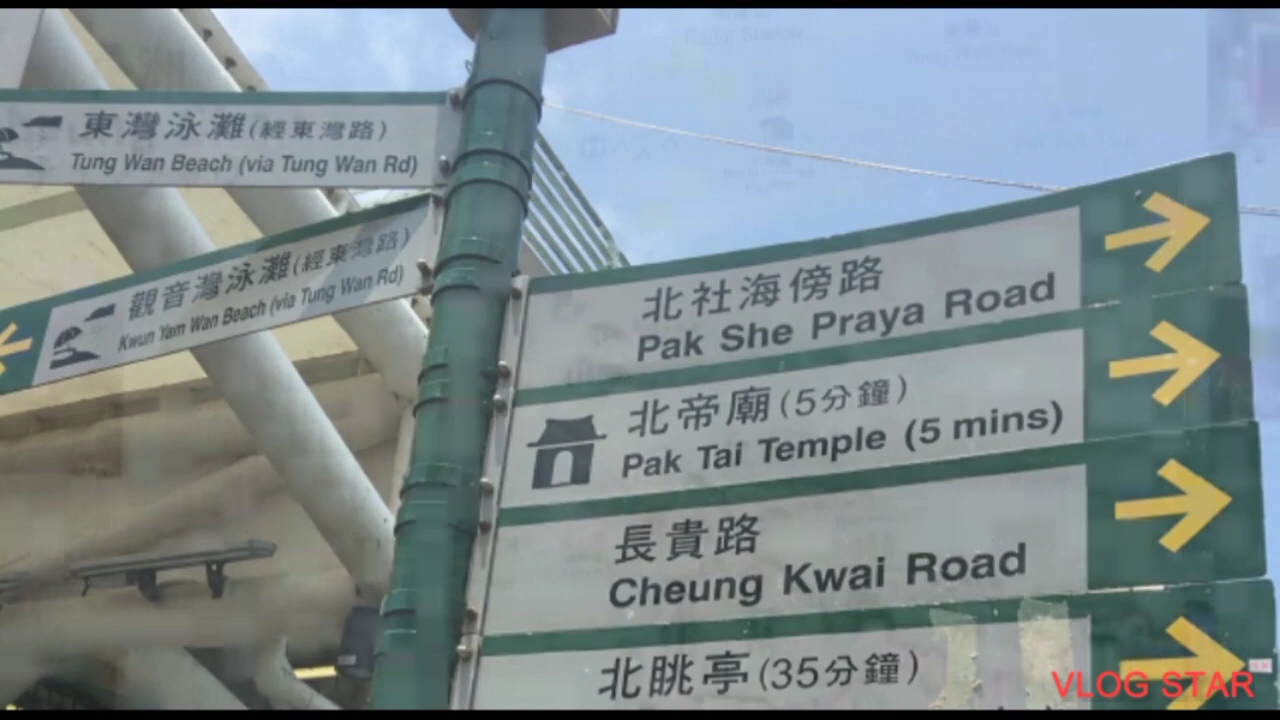 東灣泳灘(經東灣路)
Tung Wan Beach (via Tung Wan Rd)
觀音灣泳灘(經東灣路)
Kwun Yam Wan Beach (via Tung Wan Rd)
北社海傍路
Pak She Praya Road
北帝廟(5分鐘)
Pak Tai Temple (5 mins)
長貴路
Cheung Kwai Road
北眺亭(35分鐘)
VLOG STAR